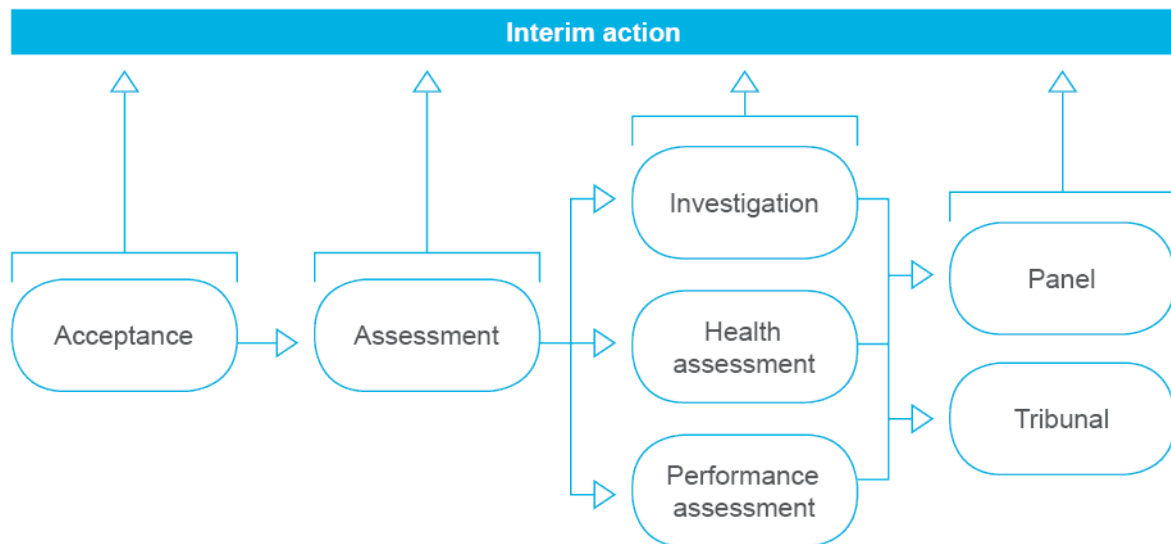 Interim action
Acceptance
Assessment
Investigation
Health
assessment
Performance
assessment
Panel
Tribunal